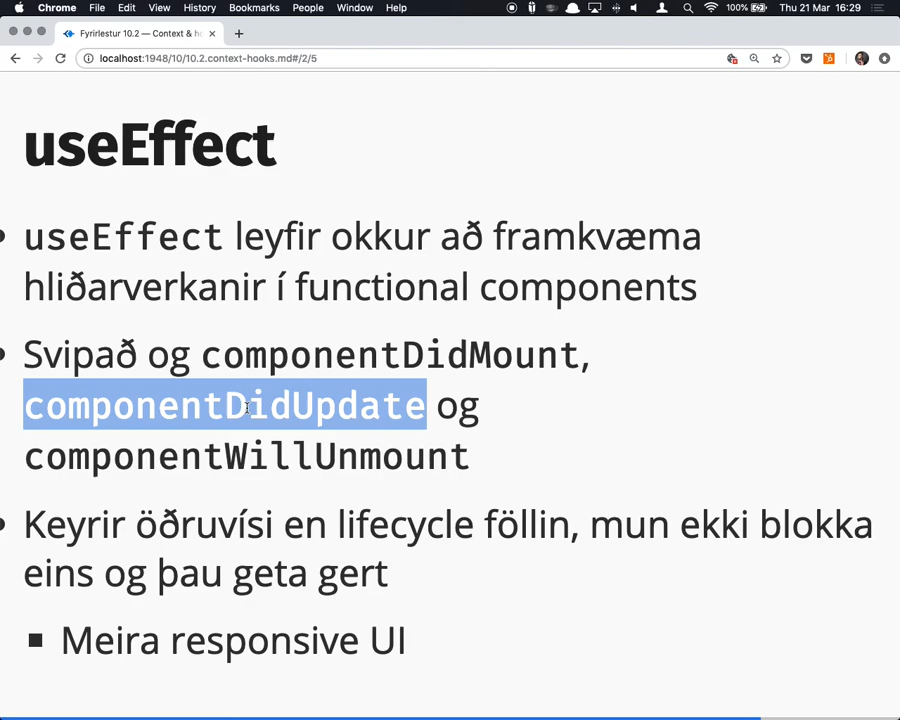 Chrome File Edit View History Bookmarks People Window Help 100% Thu 21 Mar 16:29
Fyrirlestur 10.2 — Context & h
localhost:1948/10/10.2.context-hooks.md#/2/5
useEffect
• useEffect leyfir okkur að framkvæma
hliðarverkanir í functional components
• Svipað og componentDidMount,
componentDidUpdate og
componentWillUnmount
• Keyrir öðruvísi en lifecycle föllin, mun ekki blokka
eins og þau geta gert
▪ Meira responsive UI